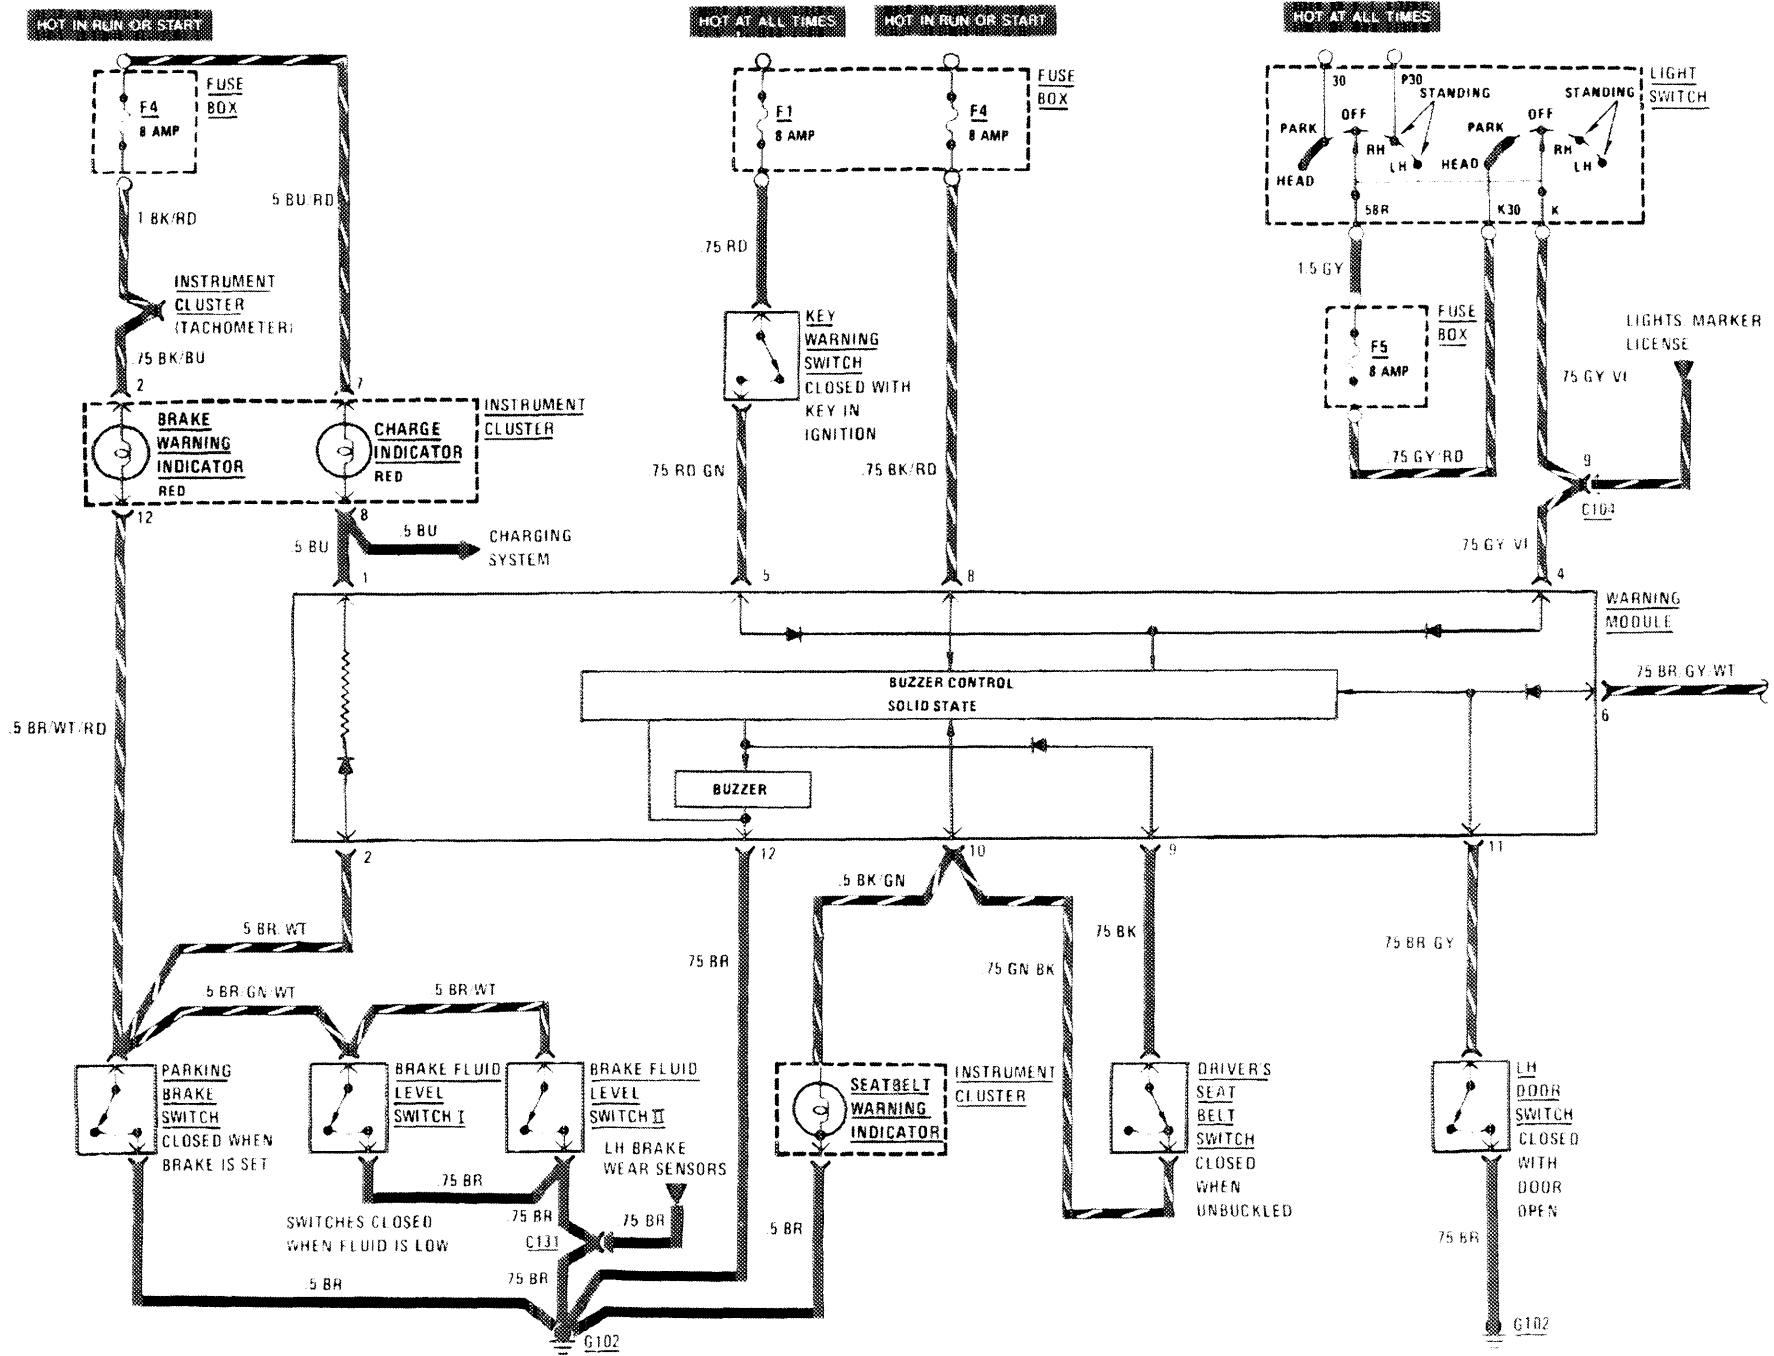 HOT IN RUN OR START
HOT AT ALL TIMES
HOT IN RUN OR START
HOT AT ALL TIMES
FUSE
BOX
F4
8 AMP
5 BU/RD
1 BK/RD
INSTRUMENT
CLUSTER
(TACHOMETER)
.75 BK/BU
2
7
FUSE
BOX
F1
8 AMP
F4
8 AMP
.75 RD
KEY
WARNING
SWITCH
CLOSED WITH
KEY IN
IGNITION
75 RD GN
.75 BK/RD
LIGHT
SWITCH
30
P30
STANDING
STANDING
OFF
OFF
PARK
PARK
RH
RH
LH
LH
HEAD
HEAD
58R
K30
K
1.5 GY
FUSE
BOX
F5
8 AMP
.75 GY/RD
LIGHTS, MARKER
LICENSE
75 GY VI
9
C104
75 GY VI
BRAKE
WARNING
INDICATOR
RED
CHARGE
INDICATOR
RED
INSTRUMENT
CLUSTER
12
8
.5 BU
.5 BU
CHARGING
SYSTEM
1
5
8
4
WARNING
MODULE
75 BR/GY/WT
6
BUZZER CONTROL
SOLID STATE
BUZZER
.5 BR/WT/RD
2
12
10
9
11
5 BR/WT
.5 BK/GN
75 BR
75 GN BK
75 BK
75 BR GY
5 BR/GN/WT
5 BR/WT
PARKING
BRAKE
SWITCH
CLOSED WHEN
BRAKE IS SET
BRAKE FLUID
LEVEL
SWITCH I
BRAKE FLUID
LEVEL
SWITCH II
LH BRAKE
WEAR SENSORS
SEATBELT
WARNING
INDICATOR
INSTRUMENT
CLUSTER
DRIVER'S
SEAT
BELT
SWITCH
CLOSED
WHEN
UNBUCKLED
LH
DOOR
SWITCH
CLOSED
WITH
DOOR
OPEN
.75 BR
SWITCHES CLOSED
WHEN FLUID IS LOW
.75 BR
.75 BR
C131
.75 BR
.5 BR
.5 BR
75 BR
G102
G102